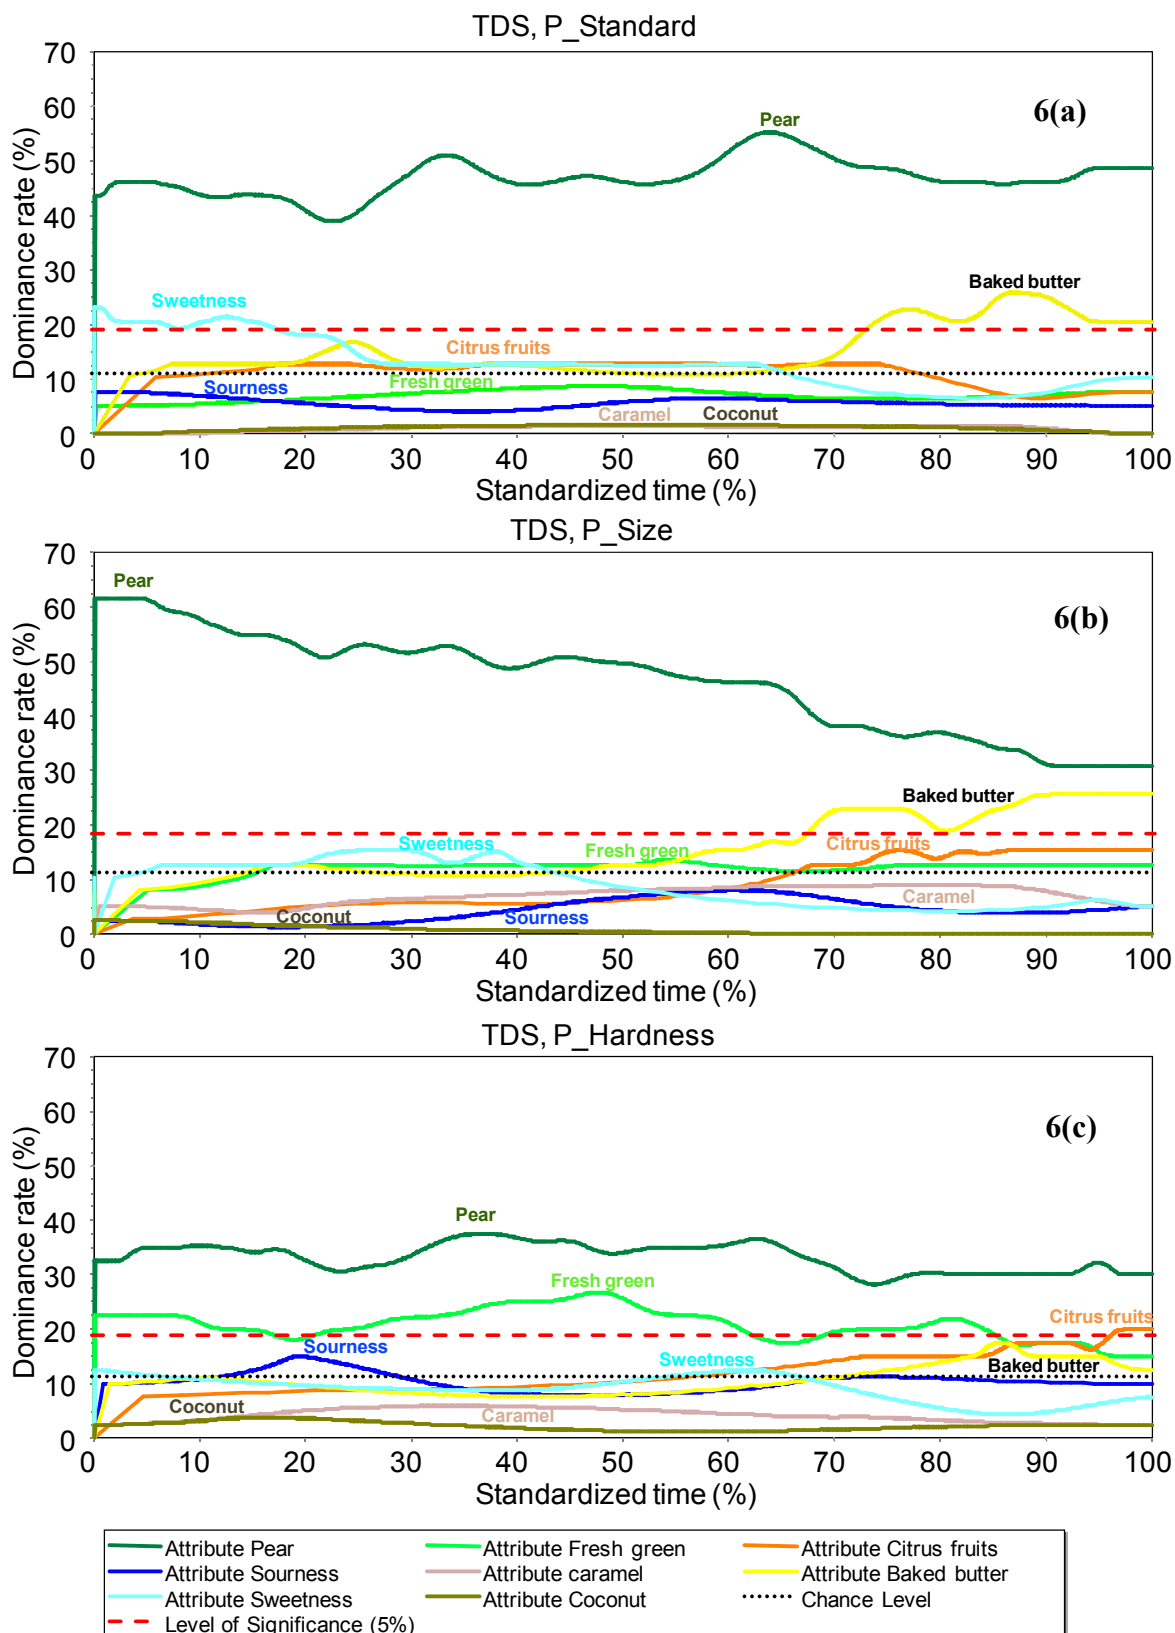 TDS, P_Standard
70
60
50
40
30
20
10
0
Dominance rate (%)
6(a)
Pear
Sweetness
Baked butter
Citrus fruits
Fresh green
Sourness
Caramel
Coconut
0 10 20 30 40 50 60 70 80 90 100
Standardized time (%)
TDS, P_Size
70
60
50
40
30
20
10
0
Dominance rate (%)
Pear
6(b)
Baked butter
Sweetness
Fresh green
Citrus fruits
Caramel
Coconut
Sourness
0 10 20 30 40 50 60 70 80 90 100
Standardized time (%)
TDS, P_Hardness
70
60
50
40
30
20
10
0
Dominance rate (%)
6(c)
Pear
Fresh green
Citrus fruits
Sourness
Sweetness
Baked butter
Coconut
Caramel
0 10 20 30 40 50 60 70 80 90 100
Standardized time (%)
Attribute Pear Attribute Fresh green Attribute Citrus fruits
Attribute Sourness Attribute caramel Attribute Baked butter
Attribute Sweetness Attribute Coconut Chance Level
Level of Significance (5%)